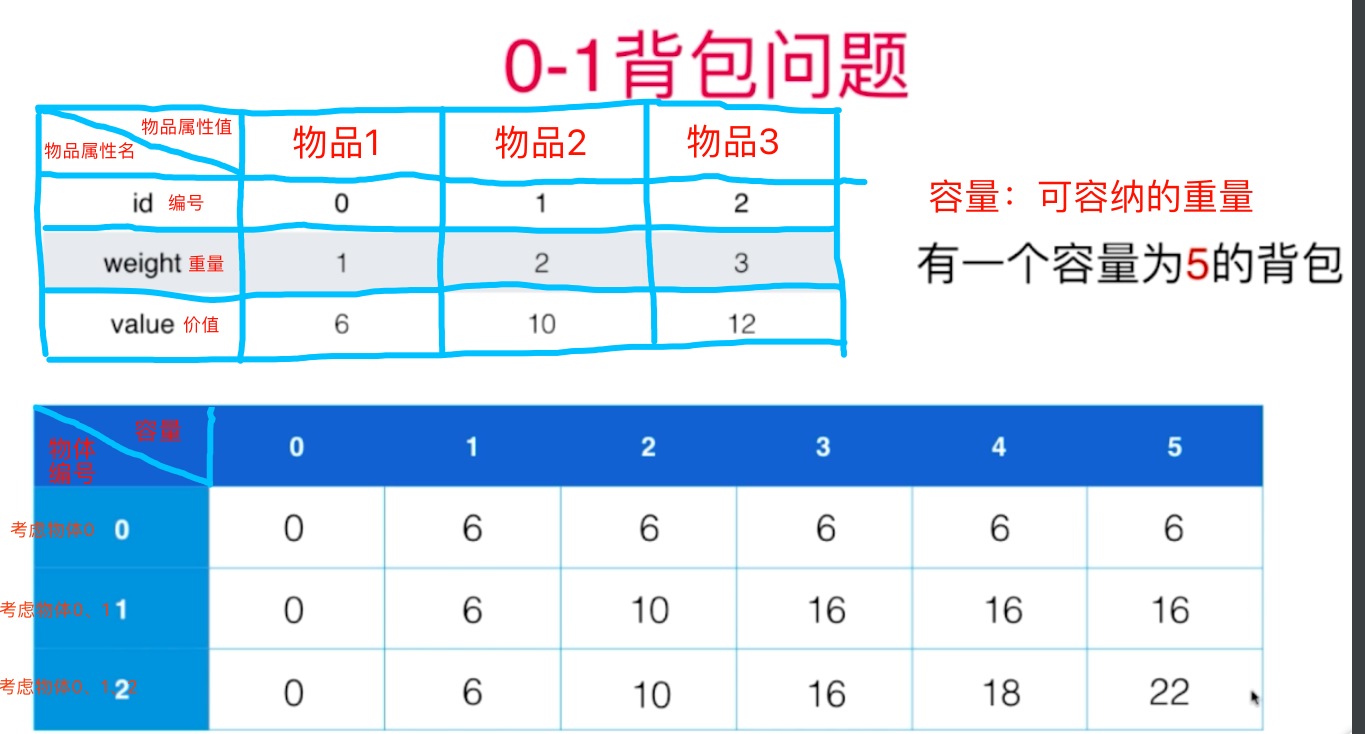 0-1背包问题
物品属性值 物品1 物品2 物品3
物品属性名
id 编号 0 1 2
weight 重量 1 2 3
value 价值 6 10 12
容量：可容纳的重量
有一个容量为5的背包
容量 0 1 2 3 4 5
物体
编号
考虑物体0 0 0 6 6 6 6 6
考虑物体0、1 1 0 6 10 16 16 16
考虑物体0、1、2 2 0 6 10 16 18 22